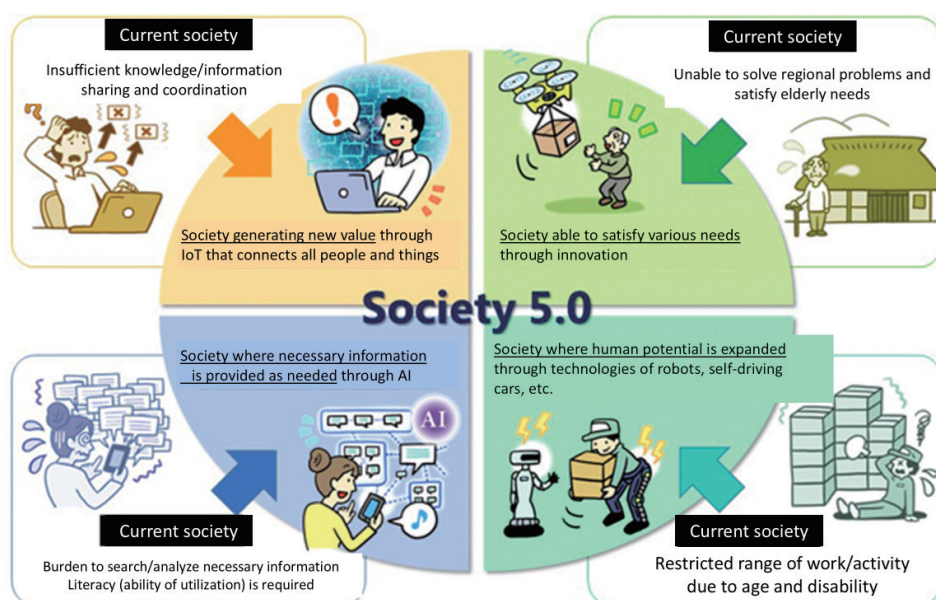 Current society
Insufficient knowledge/information
sharing and coordination
Current society
Unable to solve regional problems and
satisfy elderly needs
Society generating new value through
IoT that connects all people and things
Society able to satisfy various needs
through innovation
Society 5.0
Society where necessary information
is provided as needed through AI
Society where human potential is expanded
through technologies of robots, self-driving
cars, etc.
AI
Current society
Burden to search/analyze necessary information
Literacy (ability of utilization) is required
Current society
Restricted range of work/activity
due to age and disability